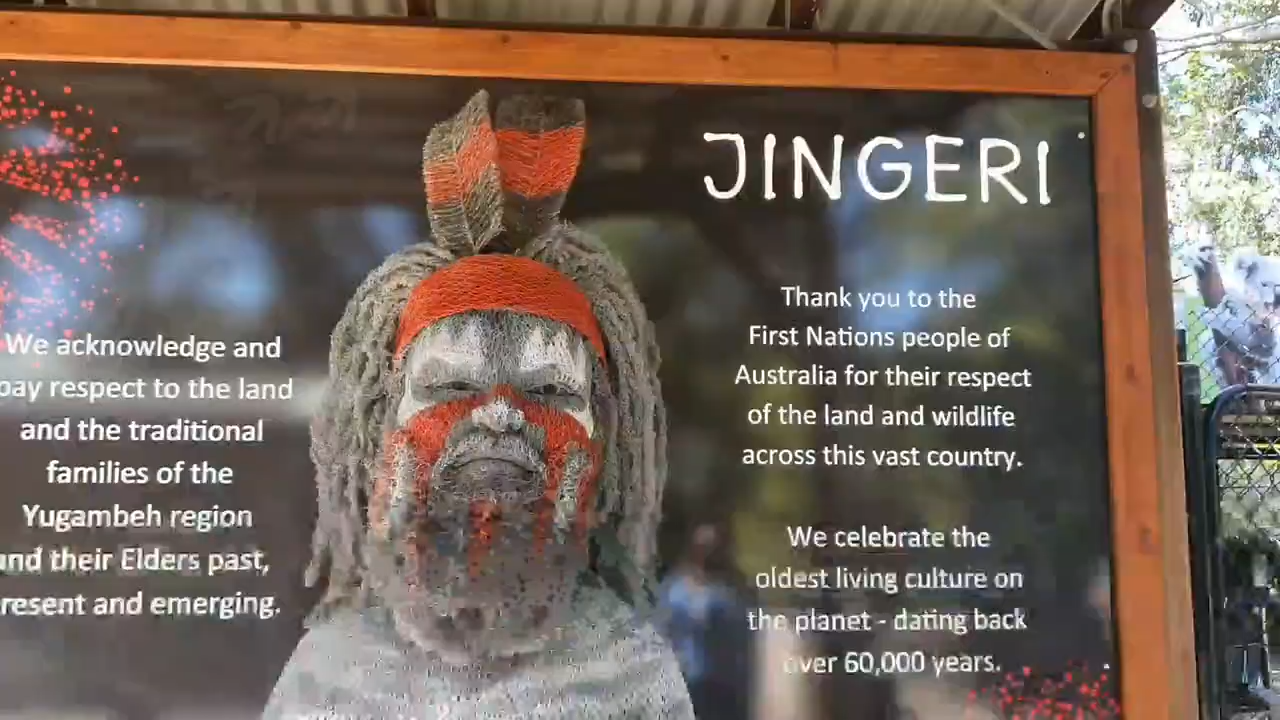 JINGERI
We acknowledge and
pay respect to the land
and the traditional
families of the
Yugambeh region
and their Elders past,
present and emerging.
Thank you to the
First Nations people of
Australia for their respect
of the land and wildlife
across this vast country.
We celebrate the
oldest living culture on
the planet - dating back
over 60,000 years.